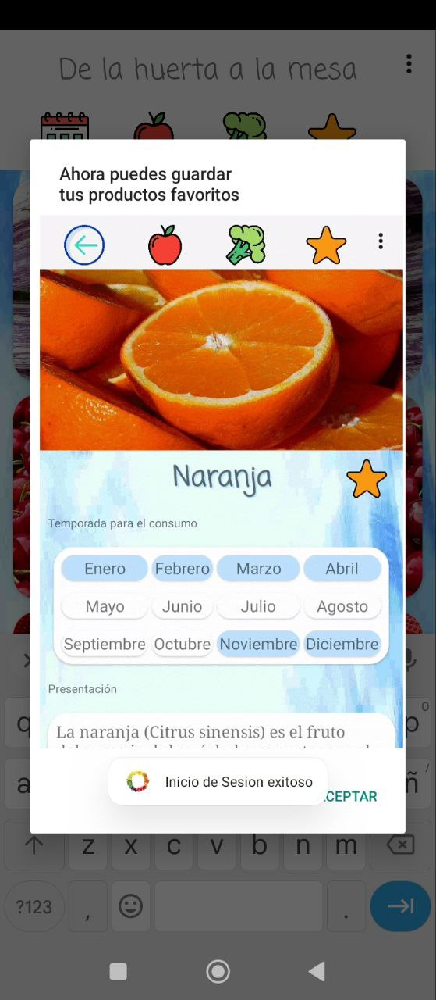 De la huerta a la mesa
Ahora puedes guardar
tus productos favoritos
Naranja
Temporada para el consumo
Enero Febrero Marzo Abril
Mayo Junio Julio Agosto
Septiembre Octubre Noviembre Diciembre
Presentación
La naranja (Citrus sinensis) es el fruto
Inicio de Sesion exitoso
CEPTAR
q p 0
a ñ /
z x c v b n m
?123 , .